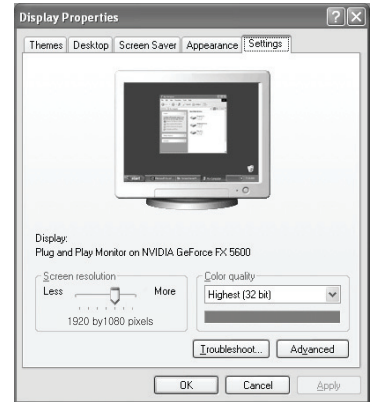 Display Properties
Themes Desktop Screen Saver Appearance Settings
Display:
Plug and Play Monitor on NVIDIA GeForce FX 5600
Screen resolution
Less More
1920 by1080 pixels
Color quality
Highest (32 bit)
Troubleshoot... Advanced
OK Cancel Apply